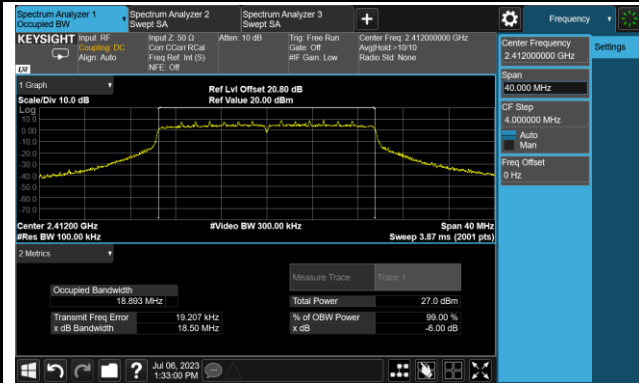 Spectrum Analyzer 1
Occupied BW
Spectrum Analyzer 2
Swept SA
Spectrum Analyzer 3
Swept SA
+
Frequency
KEYSIGHT
Input: RF
Coupling: DC
Align: Auto
Input Z: 50 Ω
Corr CCorr RCal
Freq Ref: Int (S)
NFE: Off
Atten: 10 dB
Trig: Free Run
Gate: Off
#IF Gain: Low
Center Freq: 2.412000000 GHz
Avg|Hold:>10/10
Radio Std: None
LXI
Center Frequency
2.412000000 GHz
Settings
Span
40.000 MHz
CF Step
4.000000 MHz
Auto
Man
Freq Offset
0 Hz
1 Graph
Scale/Div 10.0 dB
Ref Lvl Offset 20.80 dB
Ref Value 20.00 dBm
Log
10.0
0.00
-10.0
-20.0
-30.0
-40.0
-50.0
-60.0
-70.0
Center 2.41200 GHz
#Res BW 100.00 kHz
#Video BW 300.00 kHz
Span 40 MHz
Sweep 3.87 ms (2001 pts)
2 Metrics
Measure Trace
Trace 1
Occupied Bandwidth
18.893 MHz
Total Power
27.0 dBm
Transmit Freq Error
19.207 kHz
% of OBW Power
99.00 %
x dB Bandwidth
18.50 MHz
x dB
-6.00 dB
?
Jul 06, 2023
1:33:00 PM